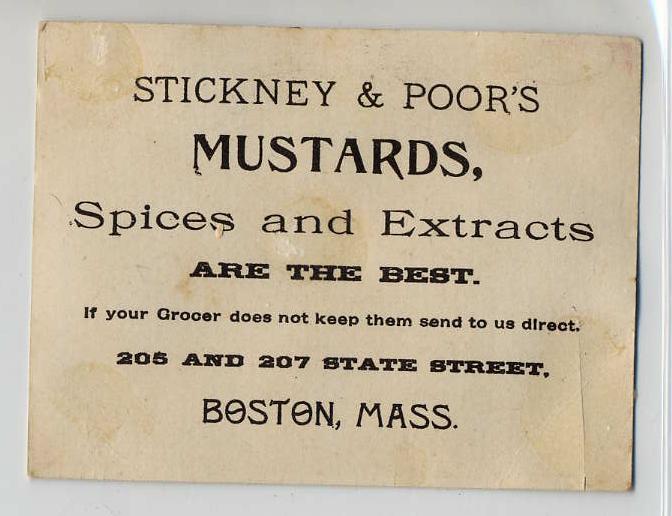 STICKNEY & POOR'S
MUSTARDS,
Spices and Extracts
ARE THE BEST.
If your Grocer does not keep them send to us direct.
205 AND 207 STATE STREET,
BOSTON, MASS.